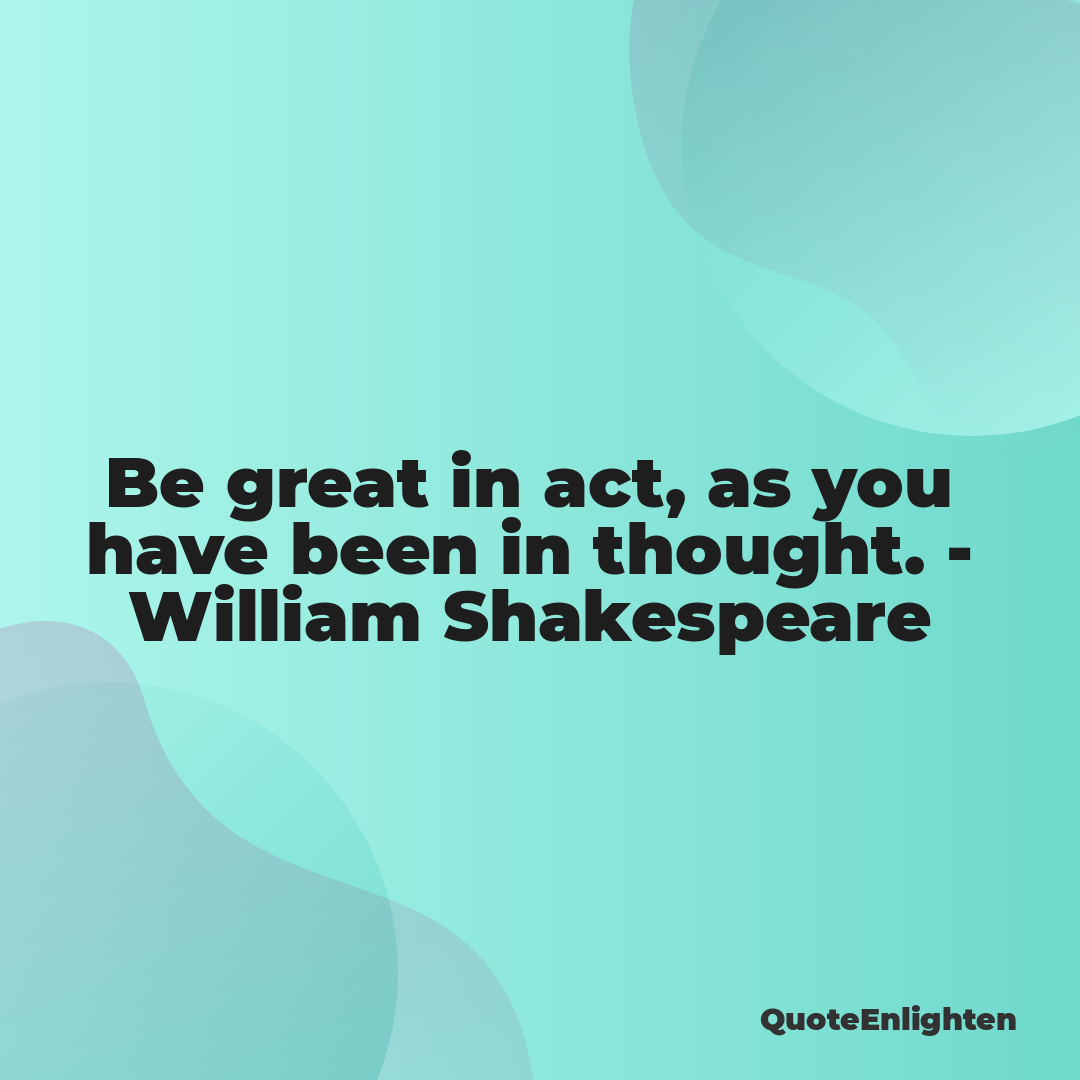 Be great in act, as you
have been in thought. -
William Shakespeare
QuoteEnlighten